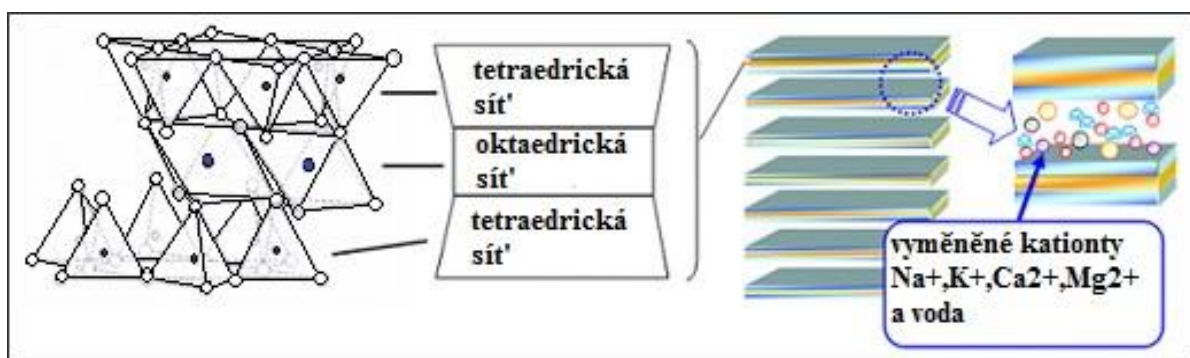 tetraedrická
síť
oktaedrická
síť
tetraedrická
síť
vyměněné kationty
Na+,K+,Ca2+,Mg2+
a voda